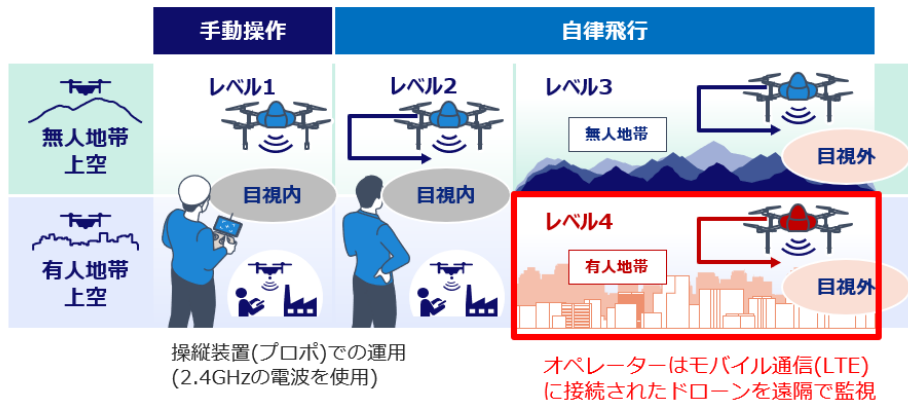 手動操作
自律飛行
無人地帯
上空
レベル1
目視内
レベル2
目視内
レベル3
無人地帯
目視外
有人地帯
上空
レベル4
有人地帯
目視外
操縦装置(プロポ)での運用
(2.4GHzの電波を使用)
オペレーターはモバイル通信(LTE)
に接続されたドローンを遠隔で監視